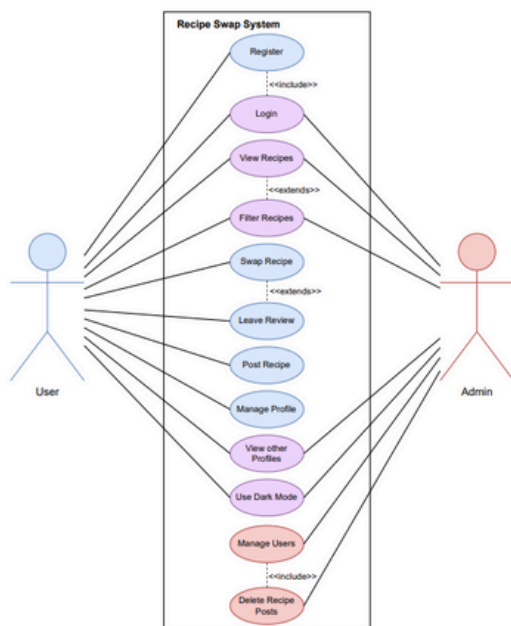 Recipe Swap System
Register
<<include>>
Login
View Recipes
<<extends>>
Filter Recipes
Swap Recipe
<<extends>>
Leave Review
Post Recipe
User
Admin
Manage Profile
View other
Profiles
Use Dark Mode
Manage Users
<<include>>
Delete Recipe
Posts